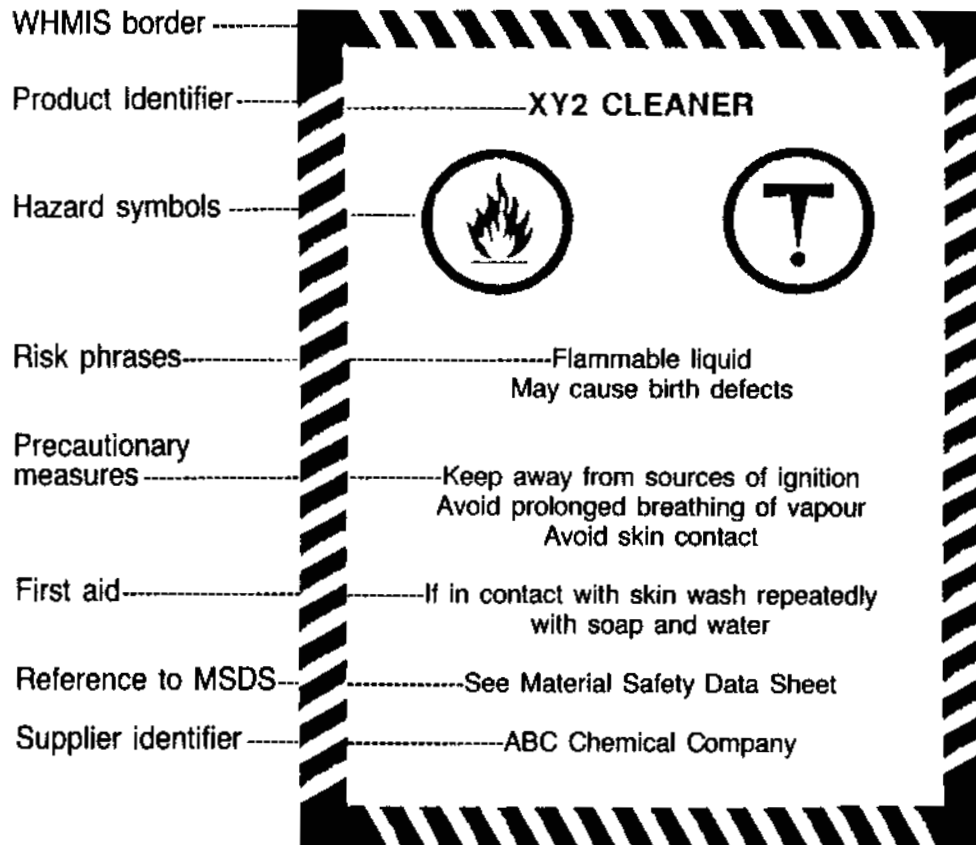 WHMIS border
Product Identifier
XY2 CLEANER
Hazard symbols
Risk phrases
Flammable liquid
May cause birth defects
Precautionary
measures
Keep away from sources of ignition
Avoid prolonged breathing of vapour
Avoid skin contact
First aid
If in contact with skin wash repeatedly
with soap and water
Reference to MSDS
See Material Safety Data Sheet
Supplier identifier
ABC Chemical Company